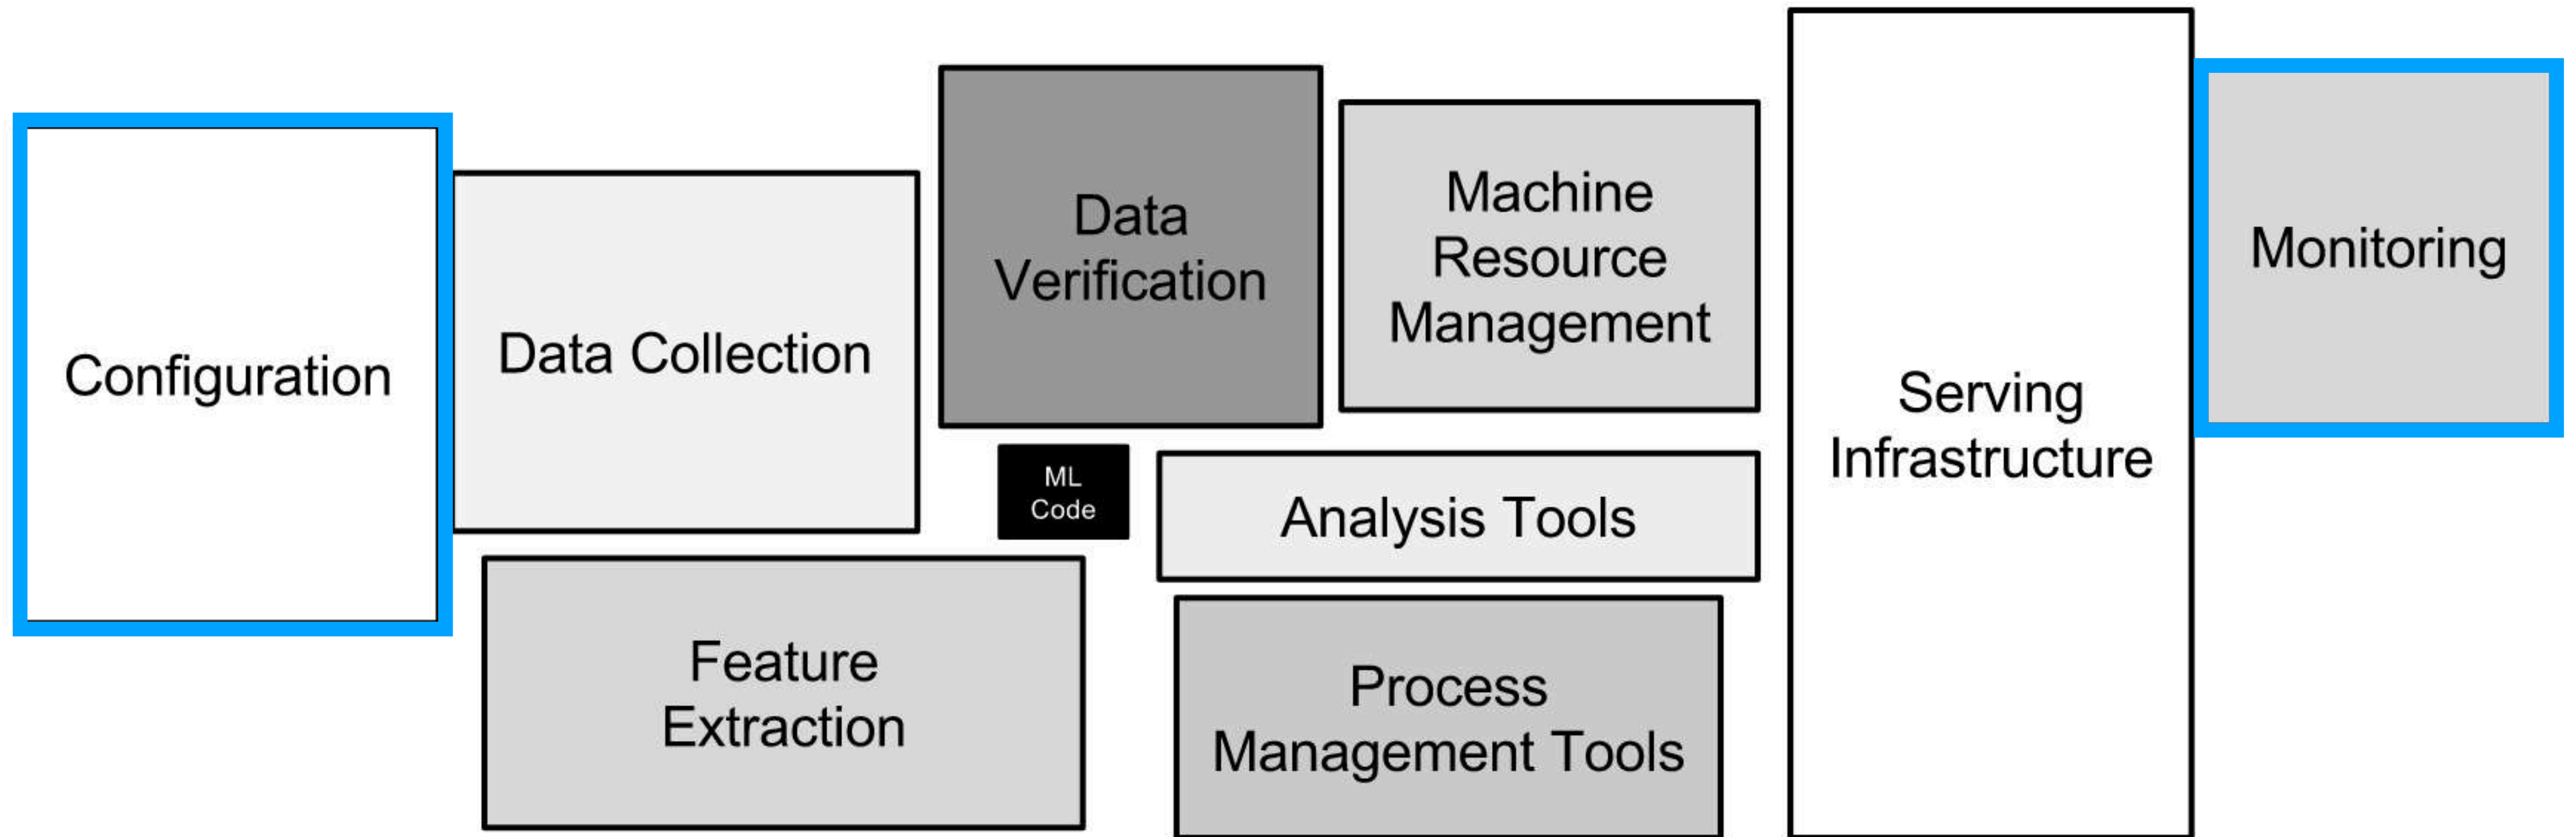 Configuration
Data Collection
Feature
Extraction
Data
Verification
ML
Code
Machine
Resource
Management
Analysis Tools
Process
Management Tools
Serving
Infrastructure
Monitoring